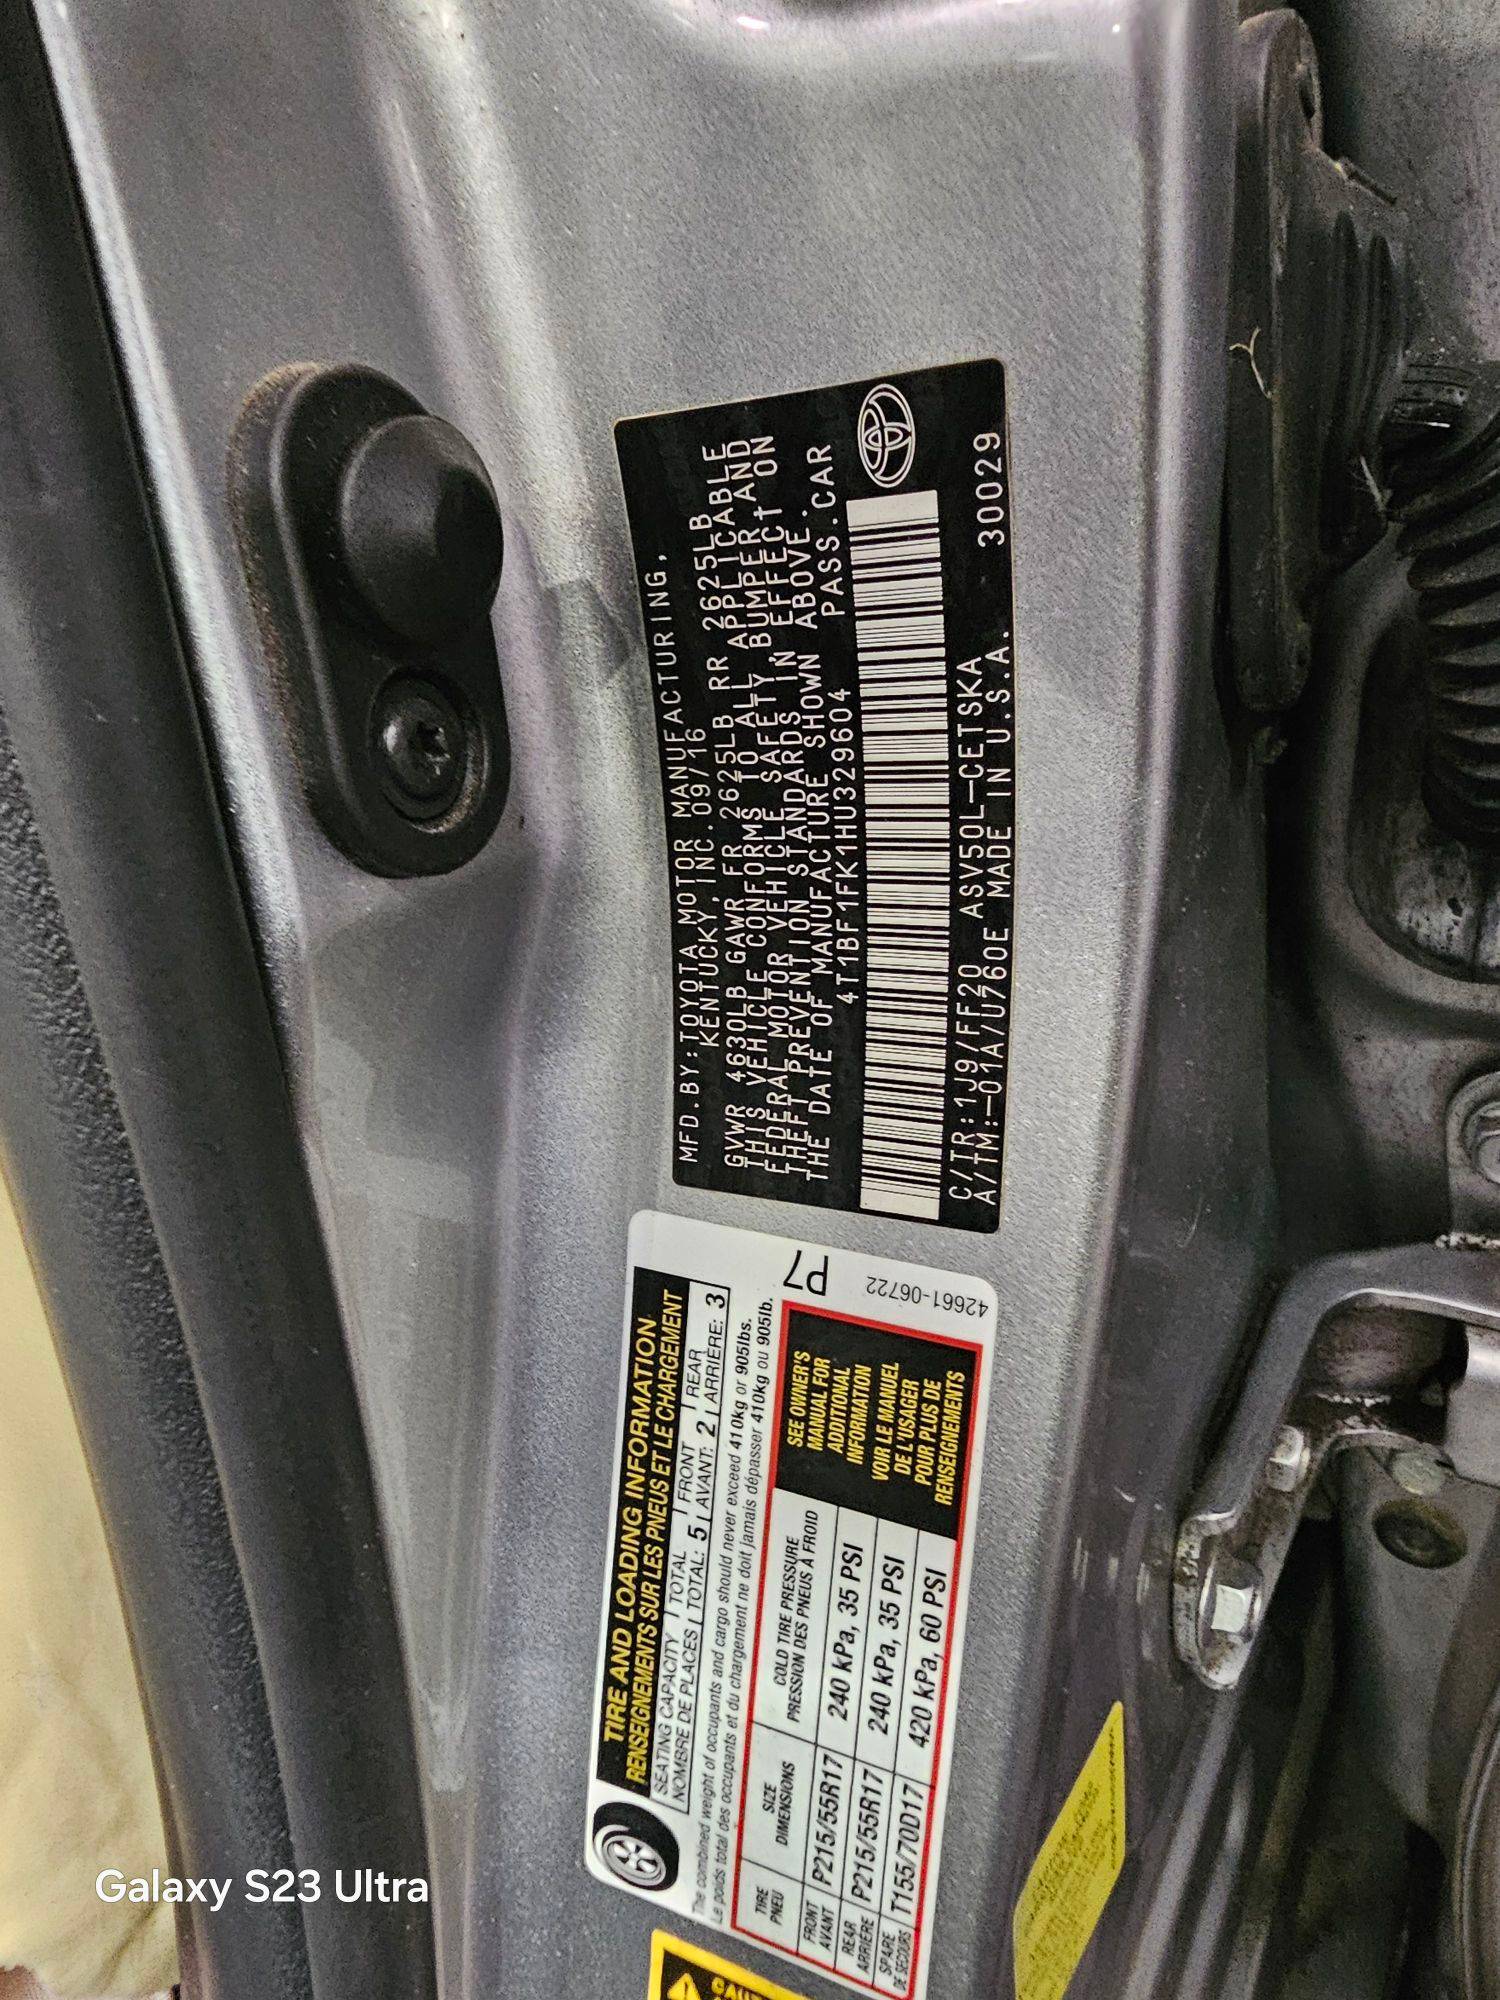 MFD.BY:TOYOTA MOTOR MANUFACTURING,
KENTUCKY, INC. 09/16
GVWR 4630LB GAWR FR 2625LB RR 2625LB
THIS VEHICLE CONFORMS TO ALL APPLICABLE
FEDERAL MOTOR VEHICLE SAFETY, BUMPER, AND
THEFT PREVENTION STANDARDS IN EFFECT ON
THE DATE OF MANUFACTURE SHOWN ABOVE.
4T1BF1FK1HU329604 PASS.CAR
C/TR:1J9/FF20 ASV50L-CETSKA
A/TM:-01A/U760E MADE IN U.S.A. 30029
P7
42661-06722
TIRE AND LOADING INFORMATION
RENSEIGNEMENTS SUR LES PNEUS ET LE CHARGEMENT
SEATING CAPACITY TOTAL FRONT REAR
NOMBRE DE PLACES TOTAL: 5 AVANT: 2 ARRIÈRE: 3
The combined weight of occupants and cargo should never exceed 410kg or 905lbs.
Le poids total des occupants et du chargement ne doit jamais dépasser 410kg ou 905lb.
TIRE SIZE COLD TIRE PRESSURE
PNEU DIMENSIONS PRESSION DES PNEUS À FROID
FRONT
AVANT P215/55R17 240 kPa, 35 PSI
REAR
ARRIÈRE P215/55R17 240 kPa, 35 PSI
SPARE
DE SECOURS T155/70D17 420 kPa, 60 PSI
SEE OWNER'S
MANUAL FOR
ADDITIONAL
INFORMATION
VOIR LE MANUEL
DE L'USAGER
POUR PLUS DE
RENSEIGNEMENTS
Galaxy S23 Ultra